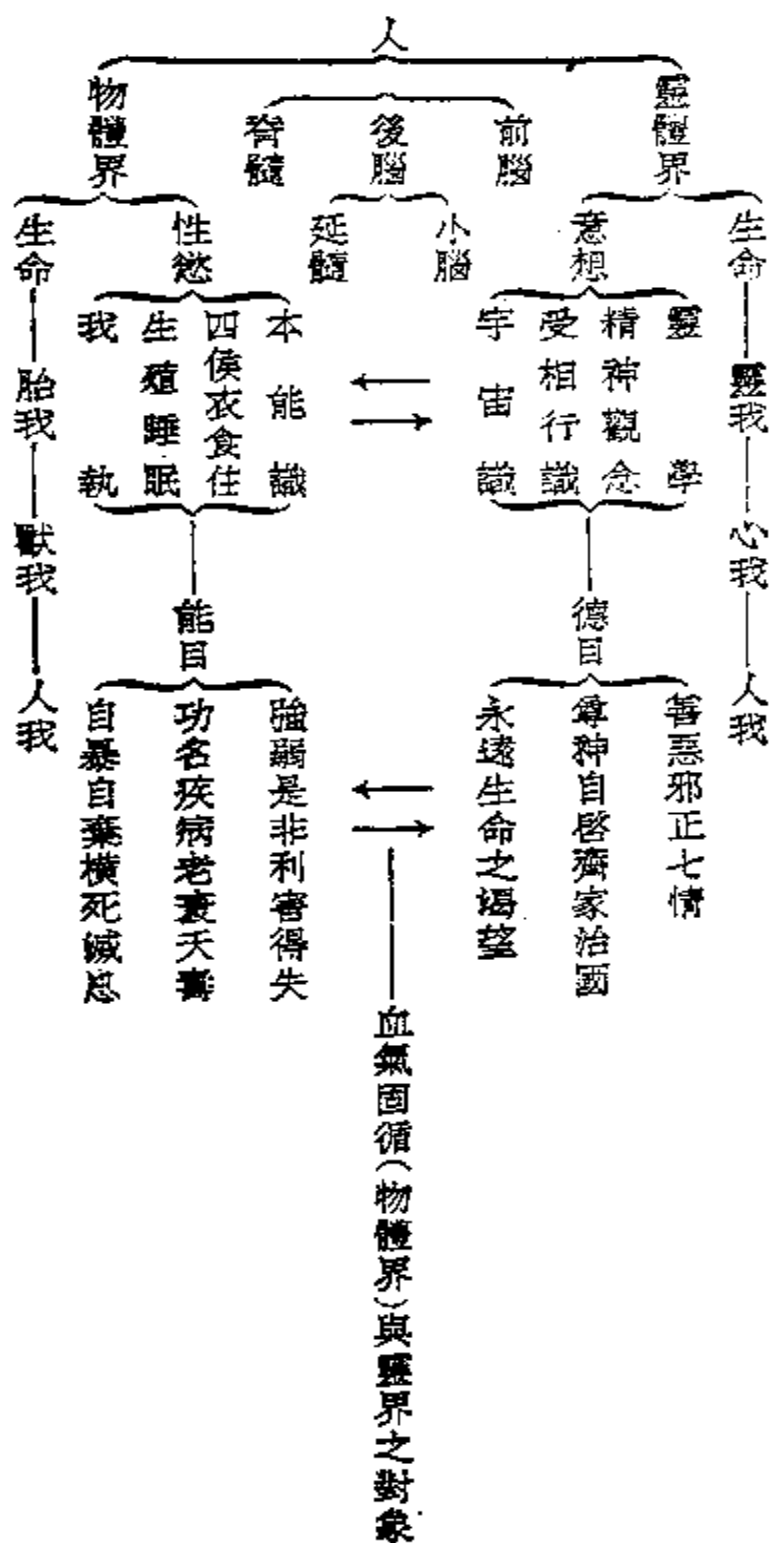 人
靈體界
前腦
後腦
脊髓
物體界
生命
意想
小腦
延髓
性慾
生命
靈學
精神觀念
受相行識
宇宙識
本能識
四侯衣食住
生殖睡眠
我執
靈我
心我
人我
胎我
獸我
人我
德目
能目
善惡邪正七情
尊神自啓齊家治國
永遠生命之渴望
強弱是非利害得失
功名疾病老衰夭壽
自暴自棄橫死滅忌
血氣固循(物體界)與靈界之對象